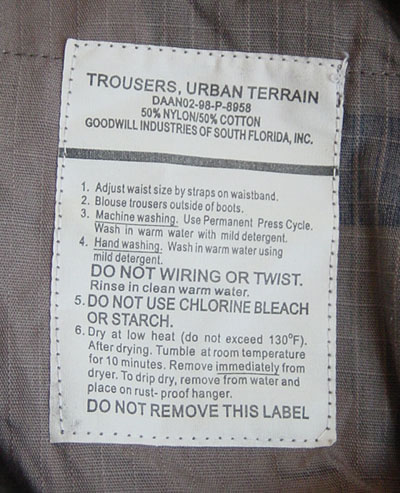 TROUSERS, URBAN TERRAIN
DAAN02-98-P-8958
50% NYLON/50% COTTON
GOODWILL INDUSTRIES OF SOUTH FLORIDA, INC.
1. Adjust waist size by straps on waistband.
2. Blouse trousers outside of boots.
3. Machine washing. Use Permanent Press Cycle.
Wash in warm water with mild detergent.
4. Hand washing. Wash in warm water using
mild detergent.
DO NOT WIRING OR TWIST.
Rinse in clean warm water.
5. DO NOT USE CHLORINE BLEACH
OR STARCH.
6. Dry at low heat (do not exceed 130°F).
After drying. Tumble at room temperature
for 10 minutes. Remove immediately from
dryer. To drip dry, remove from water and
place on rust- proof hanger.
DO NOT REMOVE THIS LABEL